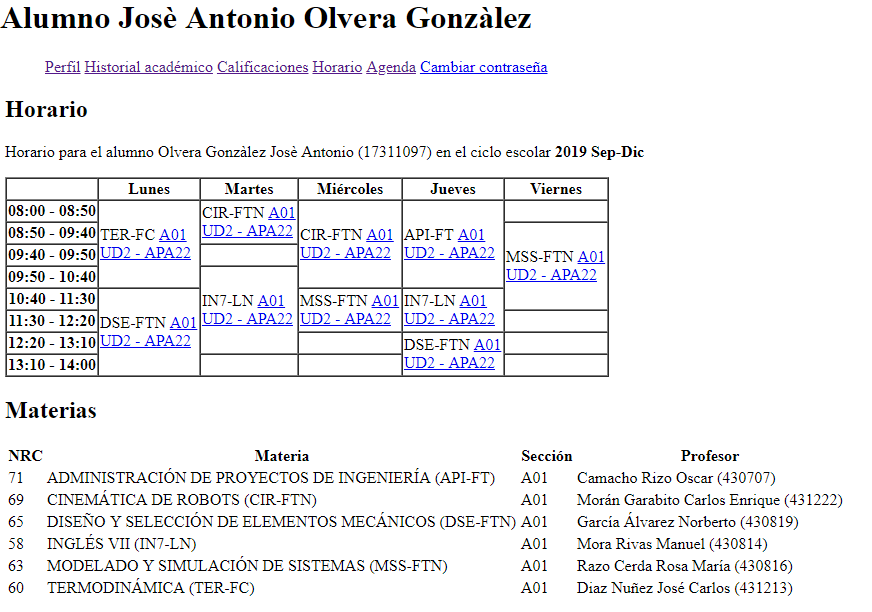 Alumno Josè Antonio Olvera Gonzàlez
Perfil Historial académico Calificaciones Horario Agenda Cambiar contraseña
Horario
Horario para el alumno Olvera Gonzàlez Josè Antonio (17311097) en el ciclo escolar 2019 Sep-Dic
Lunes Martes Miércoles Jueves Viernes
08:00 - 08:50
08:50 - 09:40
09:40 - 09:50
09:50 - 10:40
10:40 - 11:30
11:30 - 12:20
12:20 - 13:10
13:10 - 14:00
TER-FC A01
UD2 - APA22
DSE-FTN A01
UD2 - APA22
CIR-FTN A01
UD2 - APA22
IN7-LN A01
UD2 - APA22
CIR-FTN A01
UD2 - APA22
MSS-FTN A01
UD2 - APA22
API-FT A01
UD2 - APA22
IN7-LN A01
UD2 - APA22
DSE-FTN A01
UD2 - APA22
MSS-FTN A01
UD2 - APA22
Materias
NRC Materia Sección Profesor
71 ADMINISTRACIÓN DE PROYECTOS DE INGENIERÍA (API-FT) A01 Camacho Rizo Oscar (430707)
69 CINEMÁTICA DE ROBOTS (CIR-FTN) A01 Morán Garabito Carlos Enrique (431222)
65 DISEÑO Y SELECCIÓN DE ELEMENTOS MECÁNICOS (DSE-FTN) A01 García Álvarez Norberto (430819)
58 INGLÉS VII (IN7-LN) A01 Mora Rivas Manuel (430814)
63 MODELADO Y SIMULACIÓN DE SISTEMAS (MSS-FTN) A01 Razo Cerda Rosa María (430816)
60 TERMODINÁMICA (TER-FC) A01 Diaz Nuñez José Carlos (431213)